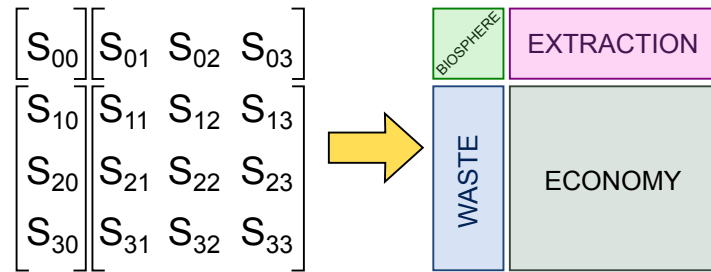 S₀₀ S₀₁ S₀₂ S₀₃
S₁₀ S₁₁ S₁₂ S₁₃
S₂₀ S₂₁ S₂₂ S₂₃
S₃₀ S₃₁ S₃₂ S₃₃
BIOSPHERE
EXTRACTION
WASTE
ECONOMY